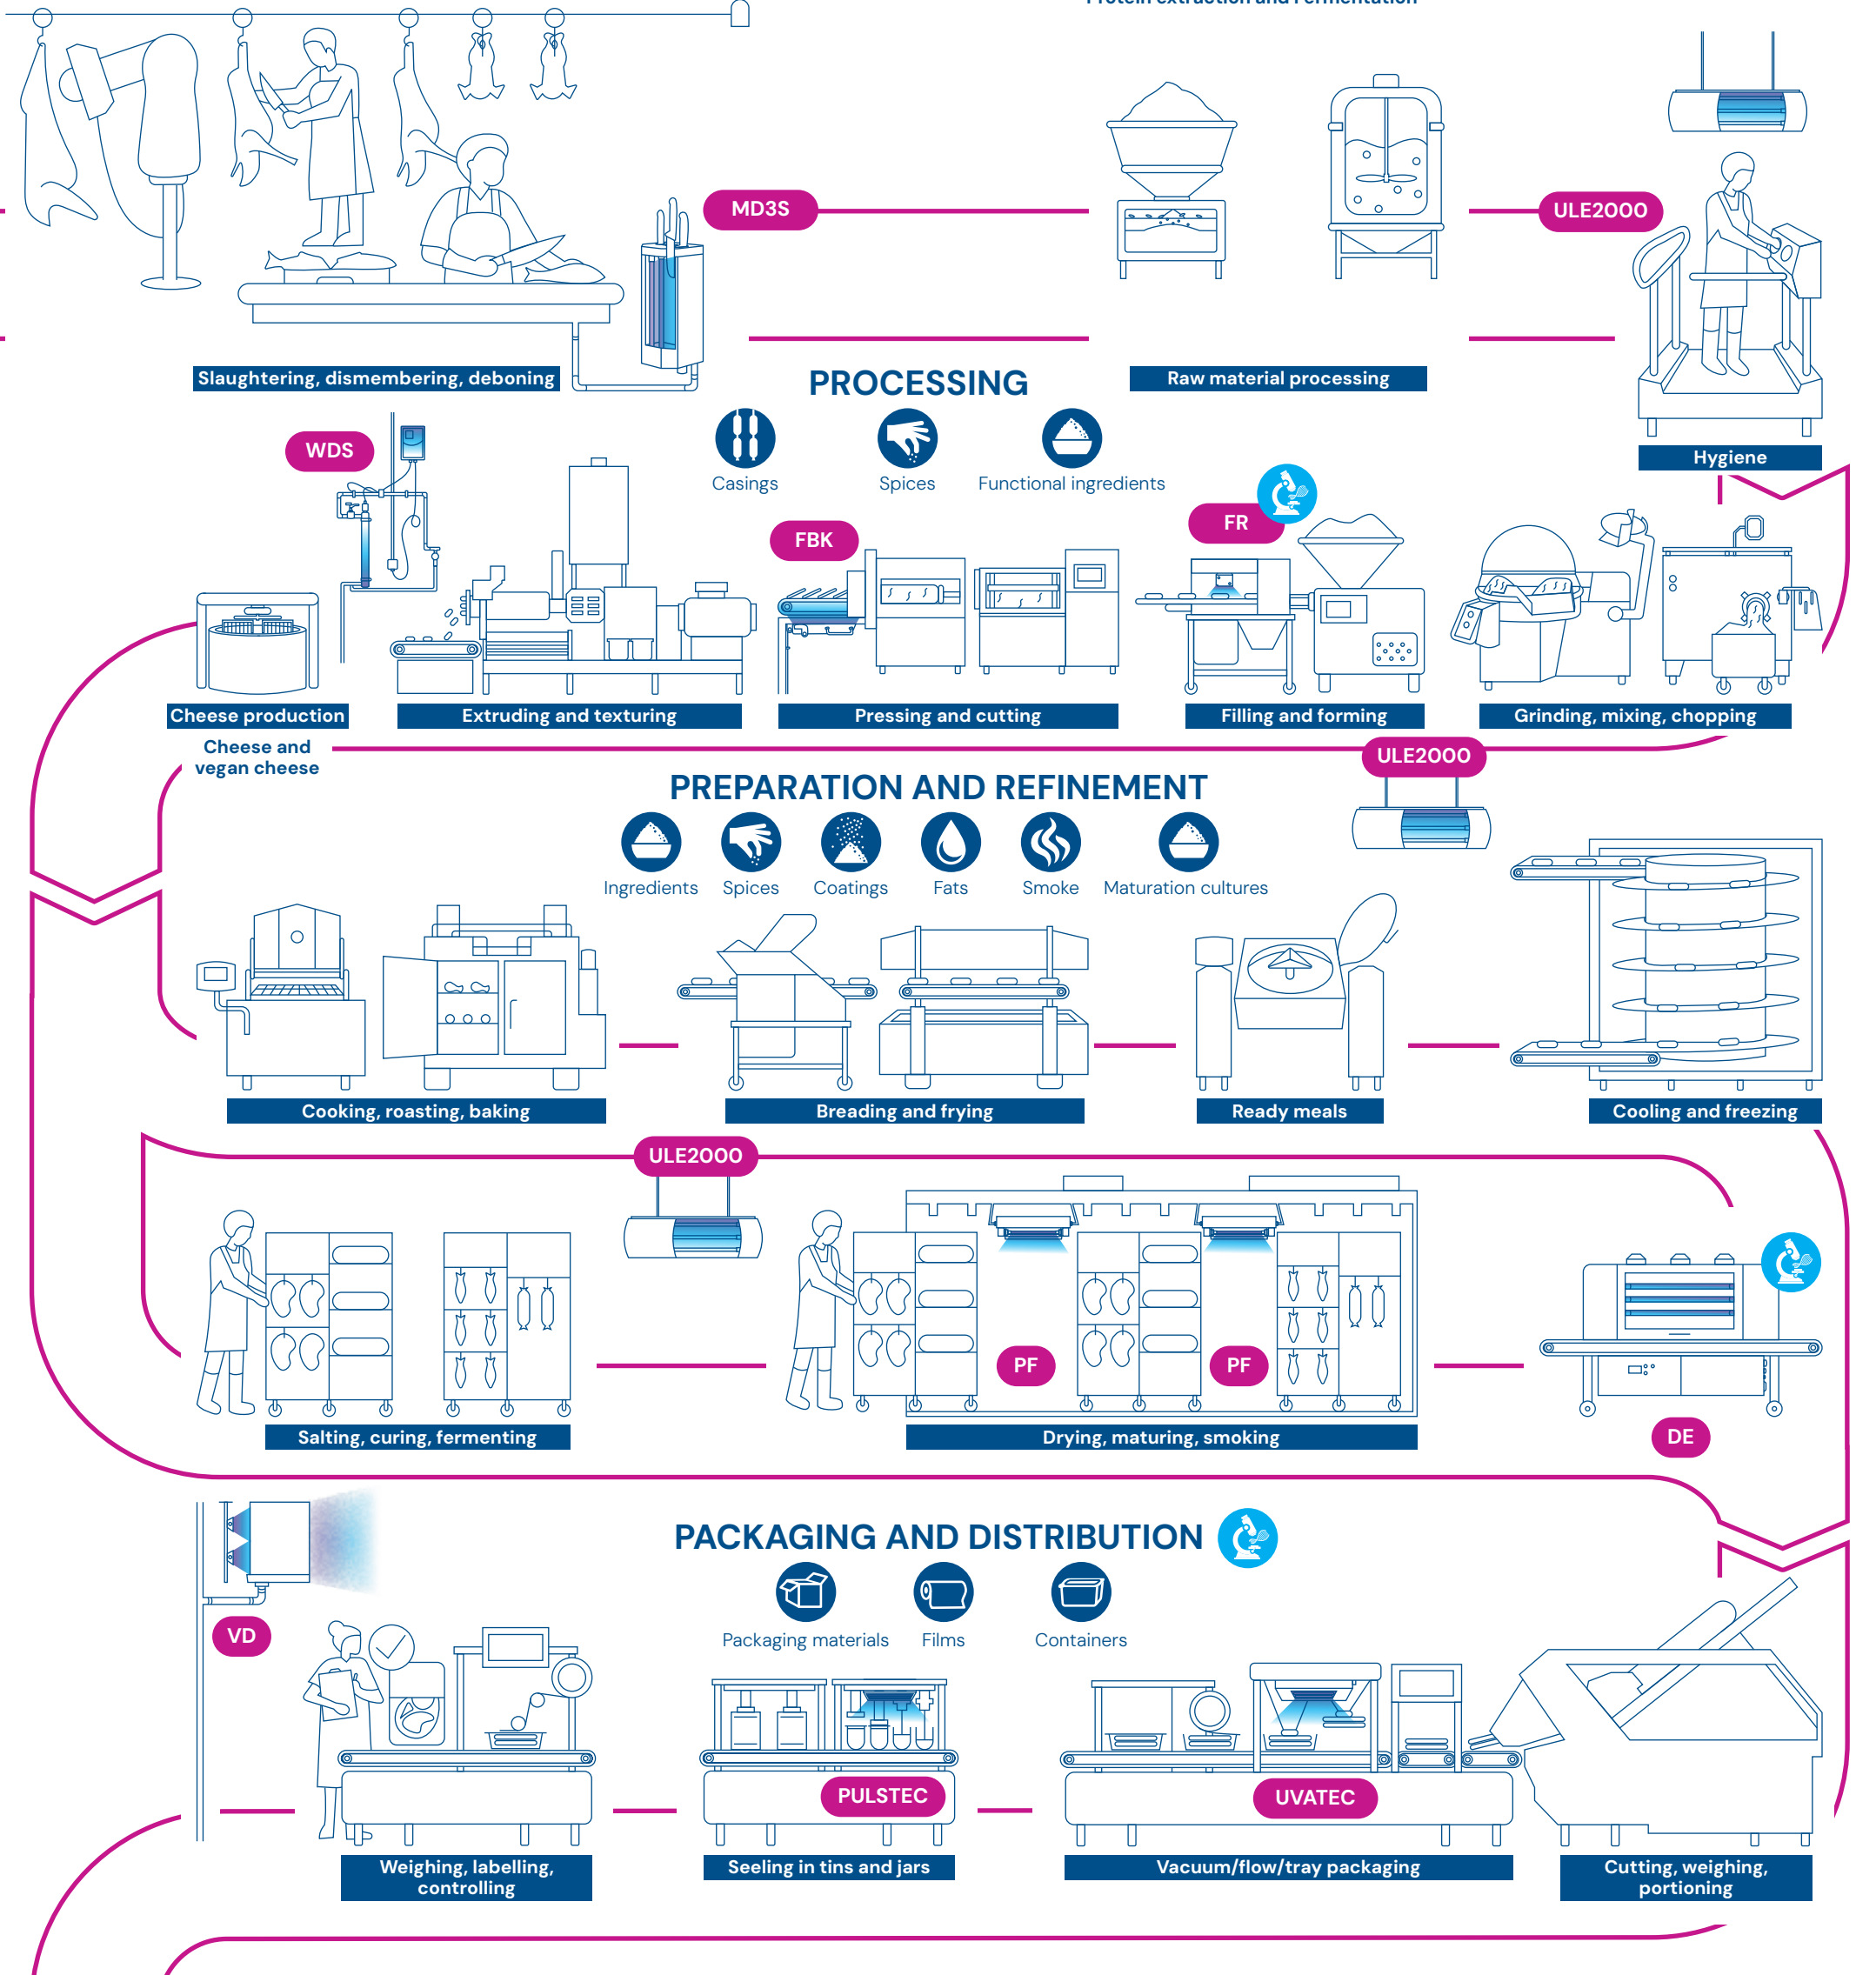 Protein extraction and Fermentation
MD3S
ULE2000
Slaughtering, dismembering, deboning
Raw material processing
Hygiene
PROCESSING
Casings
Spices
Functional ingredients
WDS
FBK
FR
Cheese production
Extruding and texturing
Pressing and cutting
Filling and forming
Grinding, mixing, chopping
Cheese and
vegan cheese
ULE2000
PREPARATION AND REFINEMENT
Ingredients
Spices
Coatings
Fats
Smoke
Maturation cultures
Cooking, roasting, baking
Breading and frying
Ready meals
Cooling and freezing
ULE2000
PF
PF
DE
Salting, curing, fermenting
Drying, maturing, smoking
PACKAGING AND DISTRIBUTION
Packaging materials
Films
Containers
VD
PULSTEC
UVATEC
Weighing, labelling,
controlling
Seeling in tins and jars
Vacuum/flow/tray packaging
Cutting, weighing,
portioning